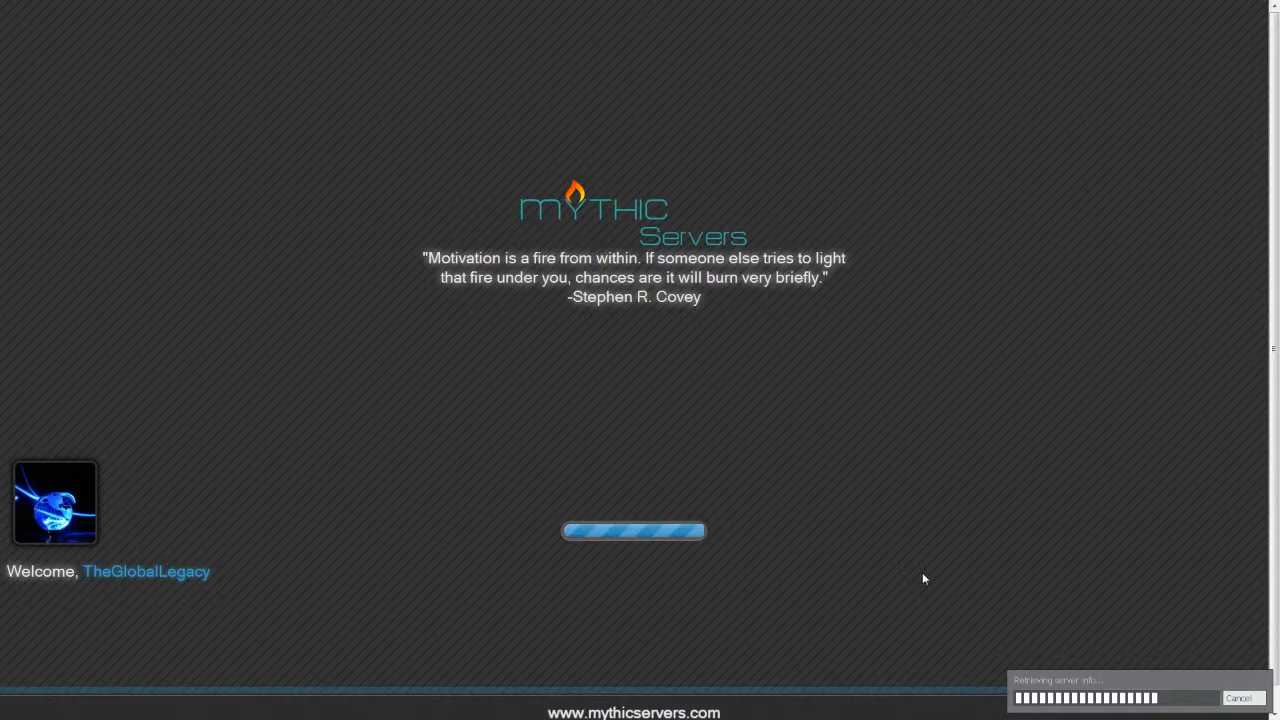 mYTHIC
Servers
"Motivation is a fire from within. If someone else tries to light
that fire under you, chances are it will burn very briefly."
-Stephen R. Covey
Welcome, TheGlobalLegacy
Retrieving server info...
Cancel
www.mythicservers.com